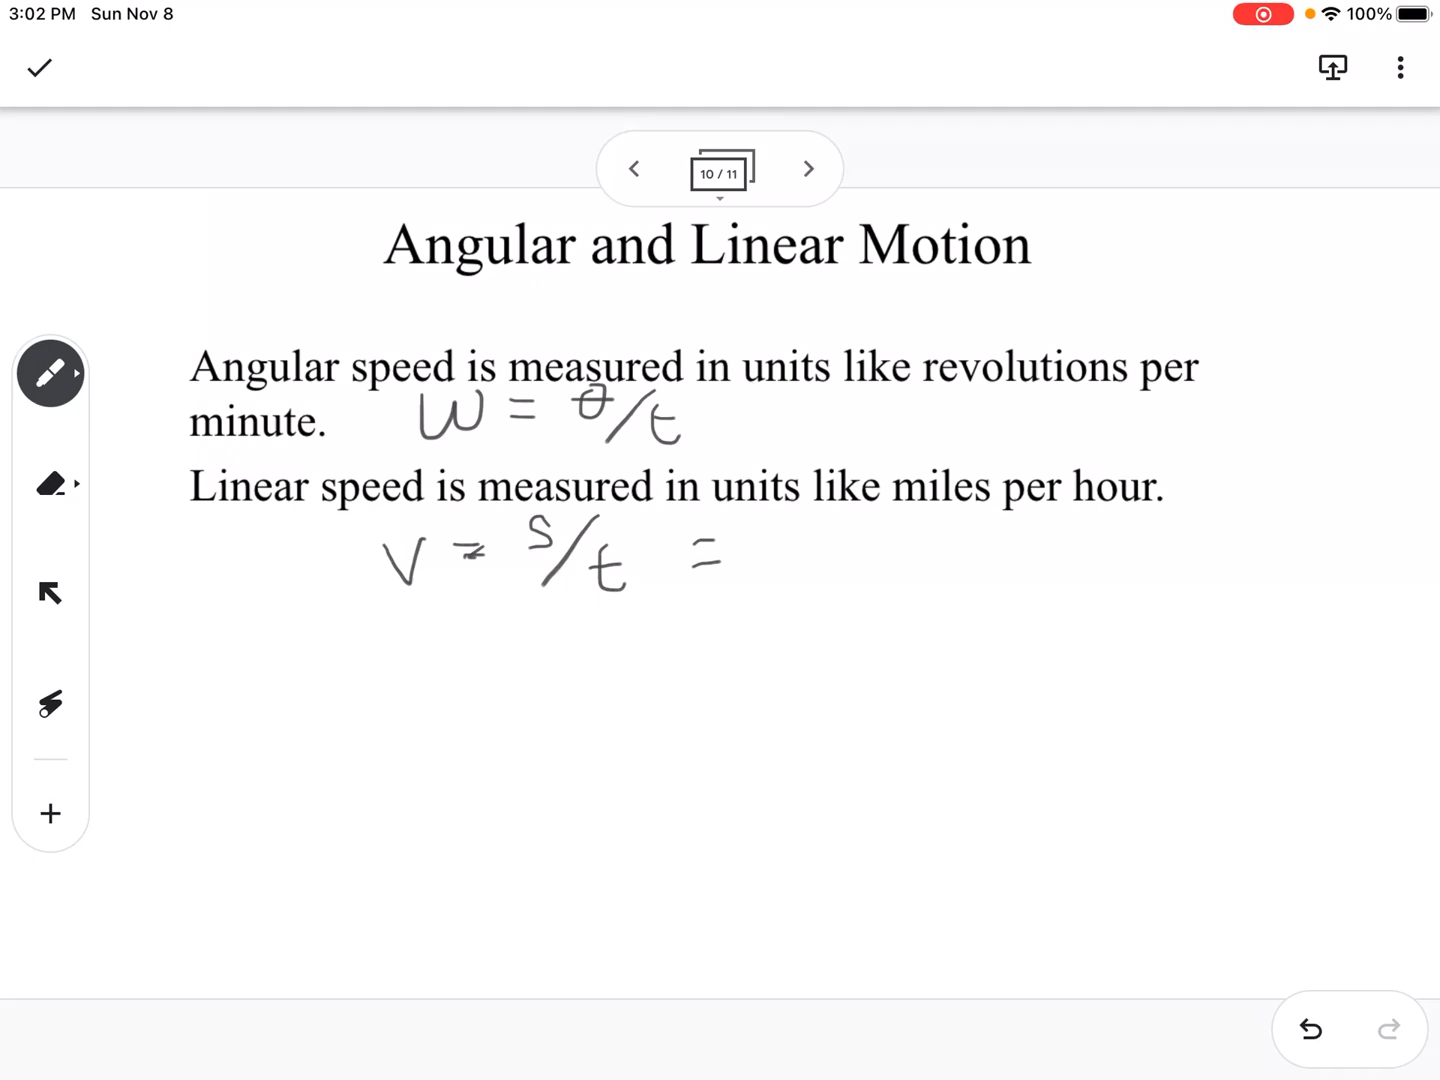 3:02 PM Sun Nov 8
100%
10 / 11
Angular and Linear Motion
Angular speed is measured in units like revolutions per
minute.
ω = θ/t
Linear speed is measured in units like miles per hour.
v = s/t =